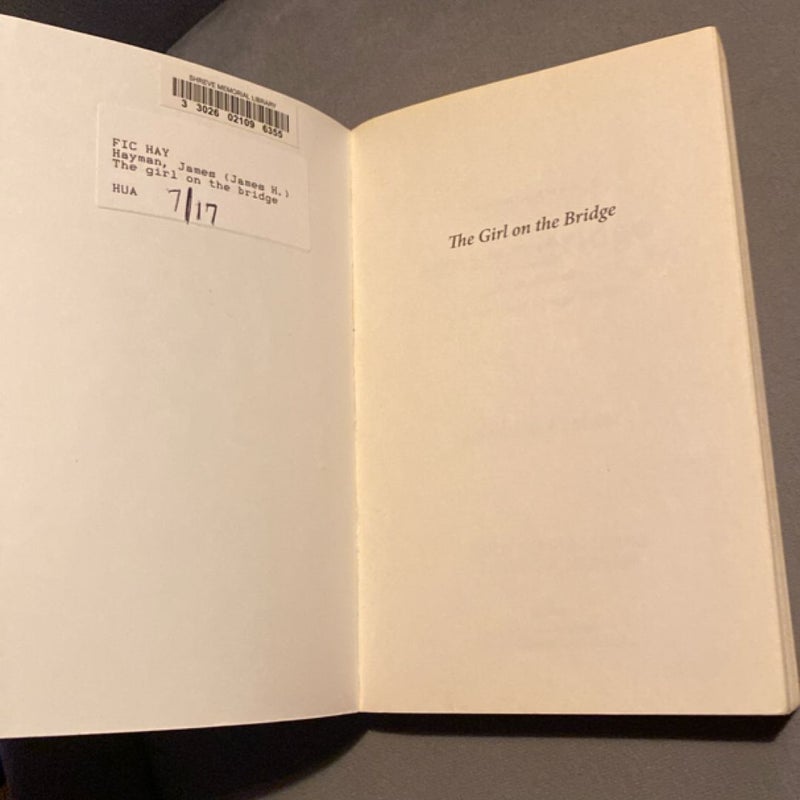 SHREVE MEMORIAL LIBRARY
3 3026 02109 6355
FIC HAY
Hayman, James (James H.)
The girl on the bridge
HUA 7/17
The Girl on the Bridge